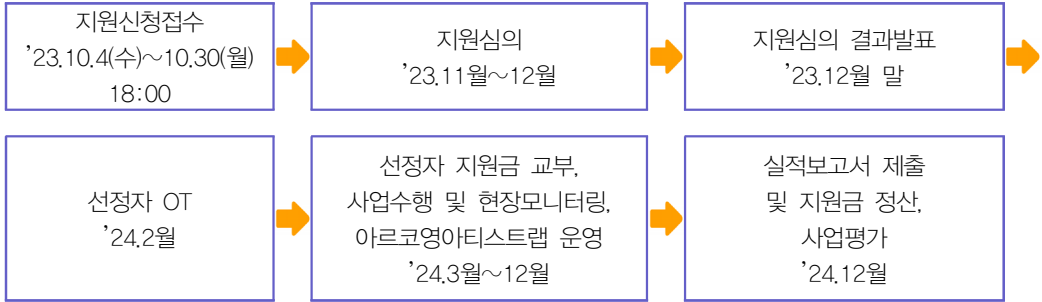 지원신청접수
’23.10.4(수)~10.30(월)
18:00
지원심의
’23.11월~12월
지원심의 결과발표
’23.12월 말
선정자 OT
’24.2월
선정자 지원금 교부,
사업수행 및 현장모니터링,
아르코영아티스트랩 운영
’24.3월~12월
실적보고서 제출
및 지원금 정산,
사업평가
’24.12월